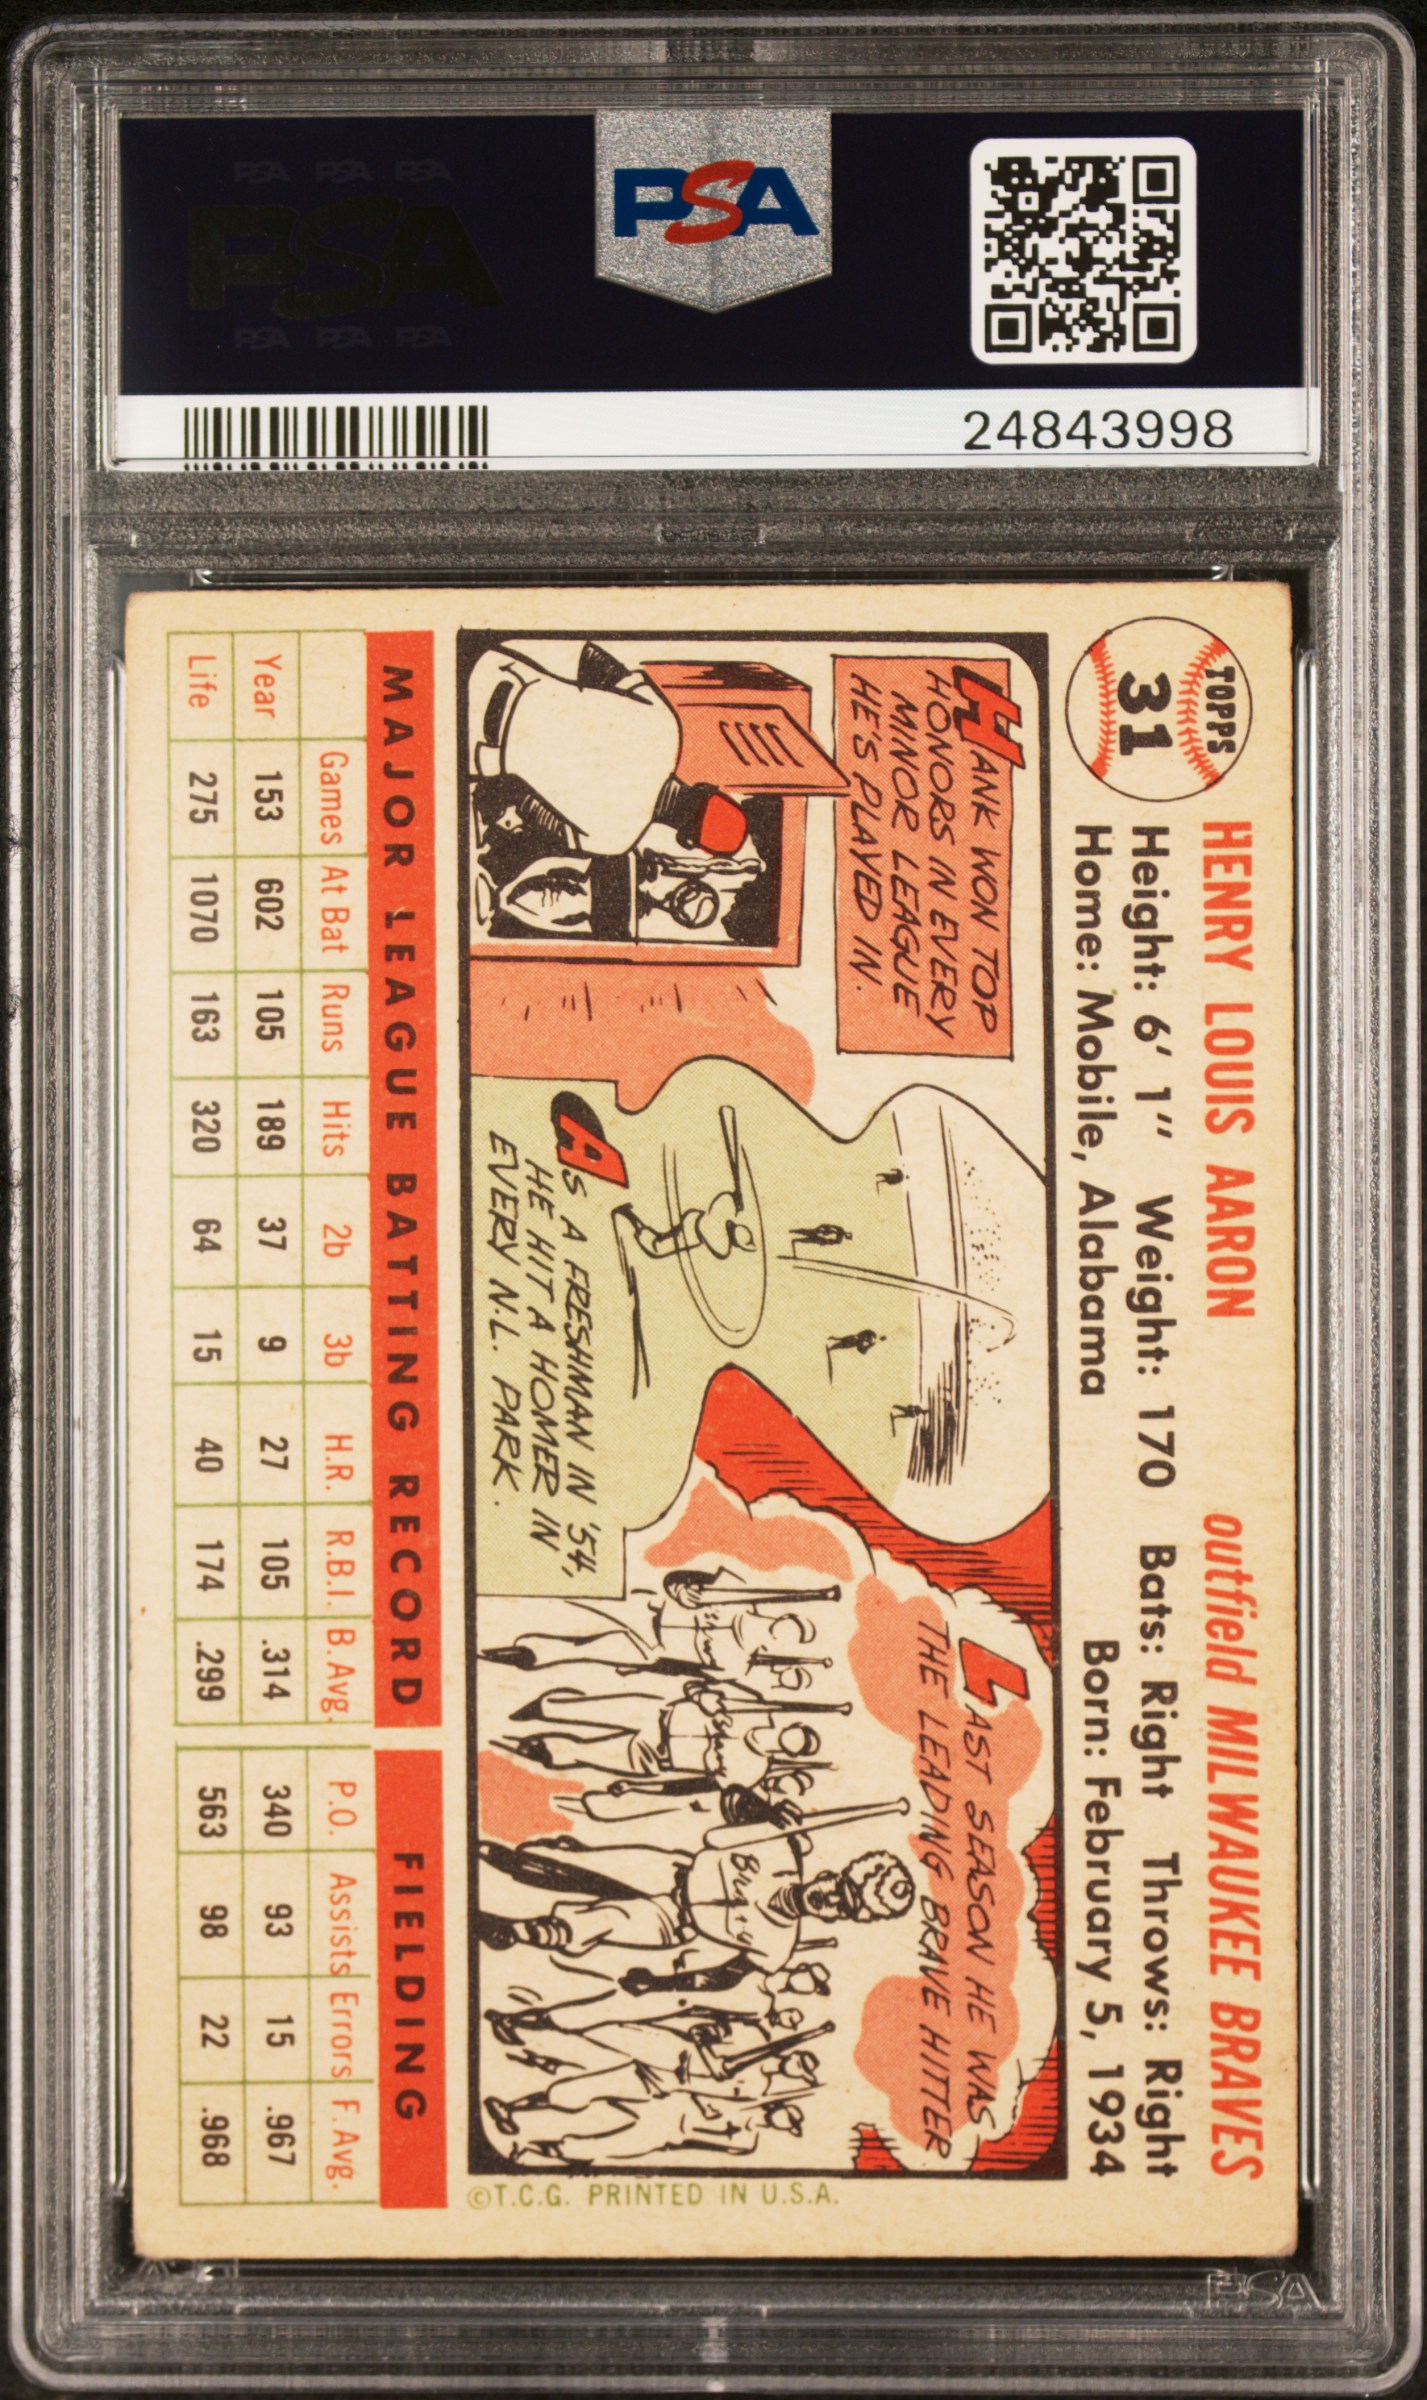 PSA PSA PSA
PSA
PSA PSA PSA
PSA
24843998
TOPPS
31
HENRY LOUIS AARON outfield MILWAUKEE BRAVES
Height: 6' 1" Weight: 170 Bats: Right Throws: Right
Home: Mobile, Alabama Born: February 5, 1934
HANK WON TOP
HONORS IN EVERY
MINOR LEAGUE
HE'S PLAYED IN.
AS A FRESHMAN IN '54,
HE HIT A HOMER IN
EVERY N.L. PARK.
LAST SEASON HE WAS
THE LEADING BRAVE HITTER
Braves
©T.C.G. PRINTED IN U.S.A.
MAJOR LEAGUE BATTING RECORD FIELDING
Games At Bat Runs Hits 2b 3b H.R. R.B.I. B.Avg. P.O. Assists Errors F.Avg.
Year 153 602 105 189 37 9 27 105 .314 340 93 15 .967
Life 275 1070 163 320 64 15 40 174 .299 563 98 22 .968
PSA